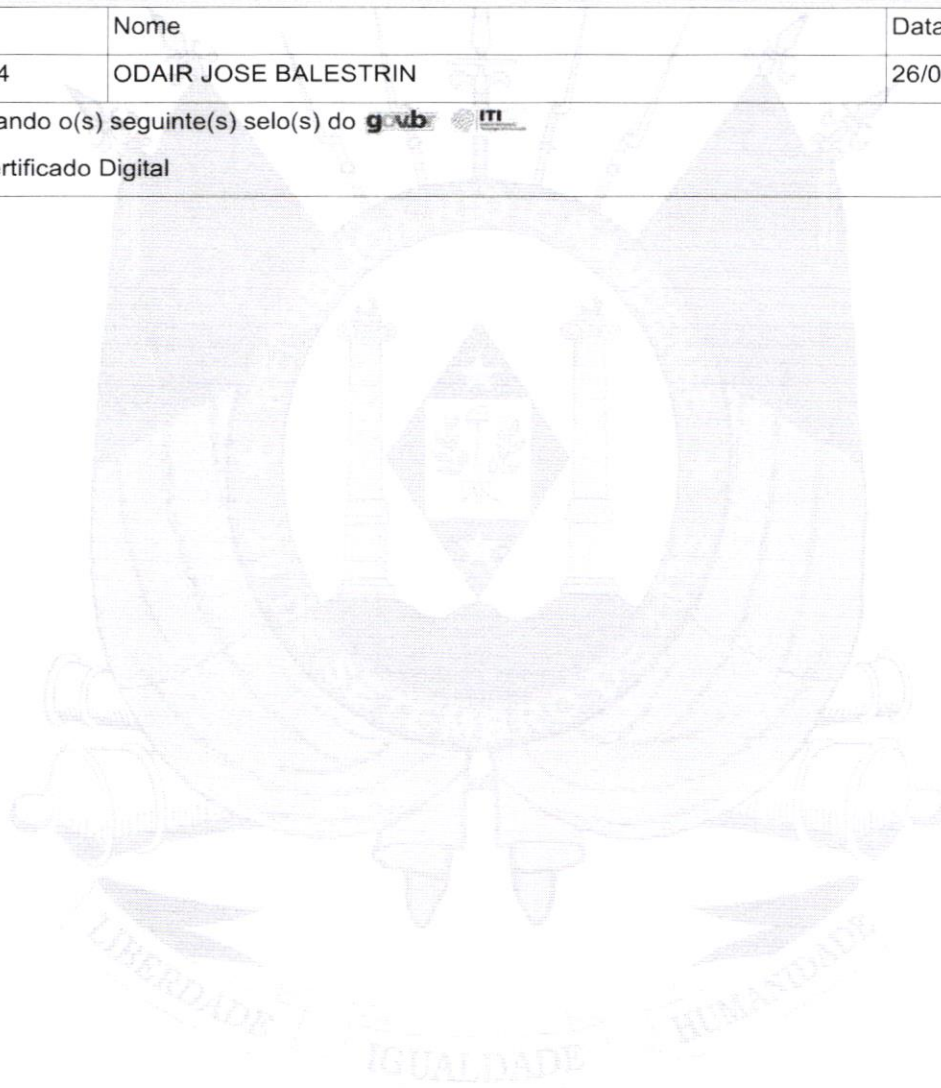 Nome Data
4 ODAIR JOSE BALESTRIN 26/0
ando o(s) seguinte(s) selo(s) do gov.br ITI
rtificado Digital
LIBERDADE IGUALDADE HUMANIDADE